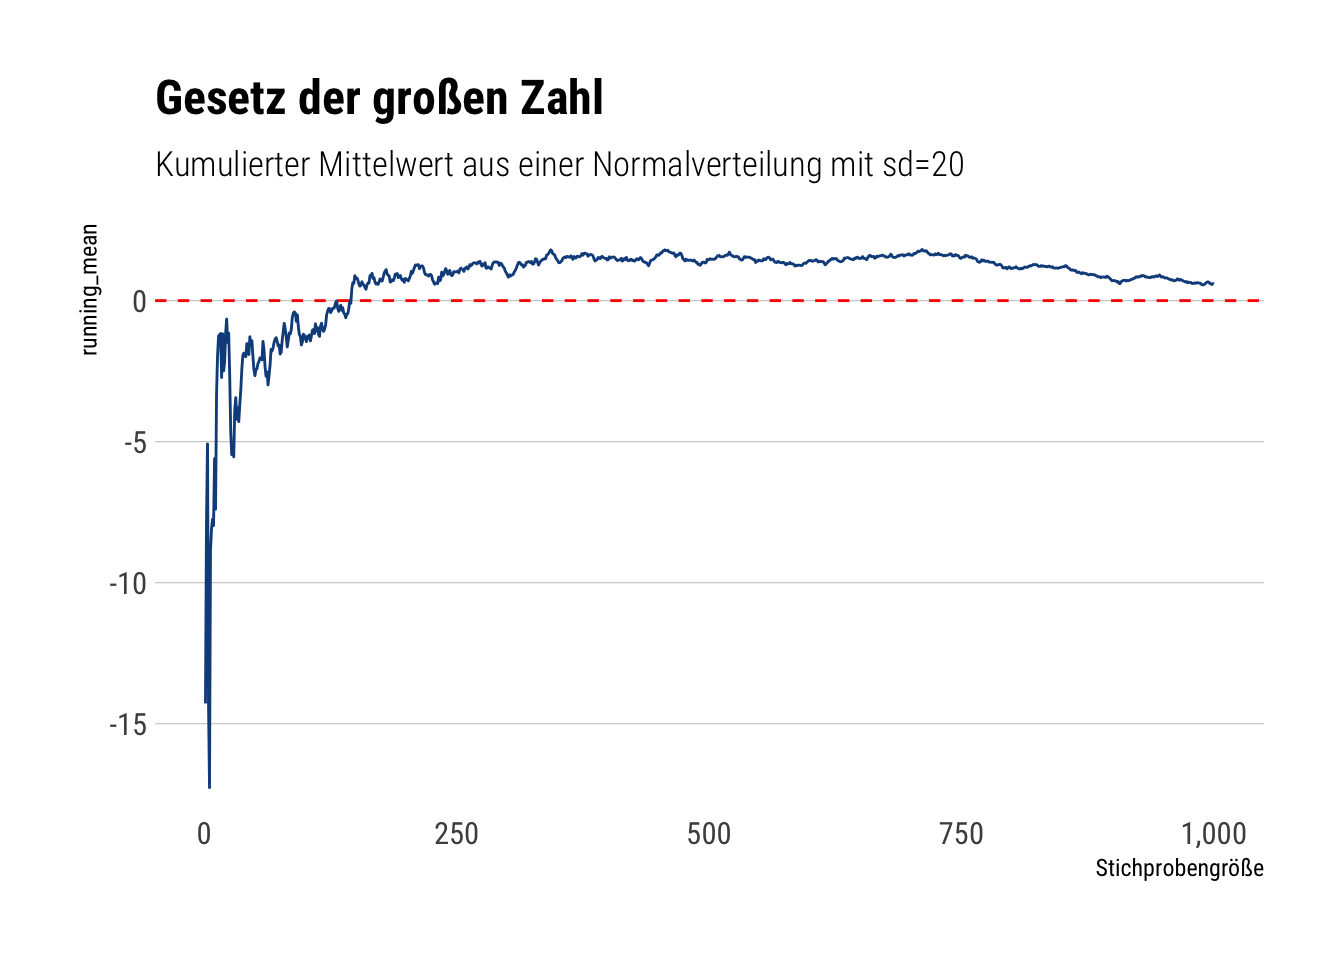 Gesetz der großen Zahl
Kumulierter Mittelwert aus einer Normalverteilung mit sd=20
running_mean
0
-5
-10
-15
0 250 500 750 1,000
Stichprobengröße